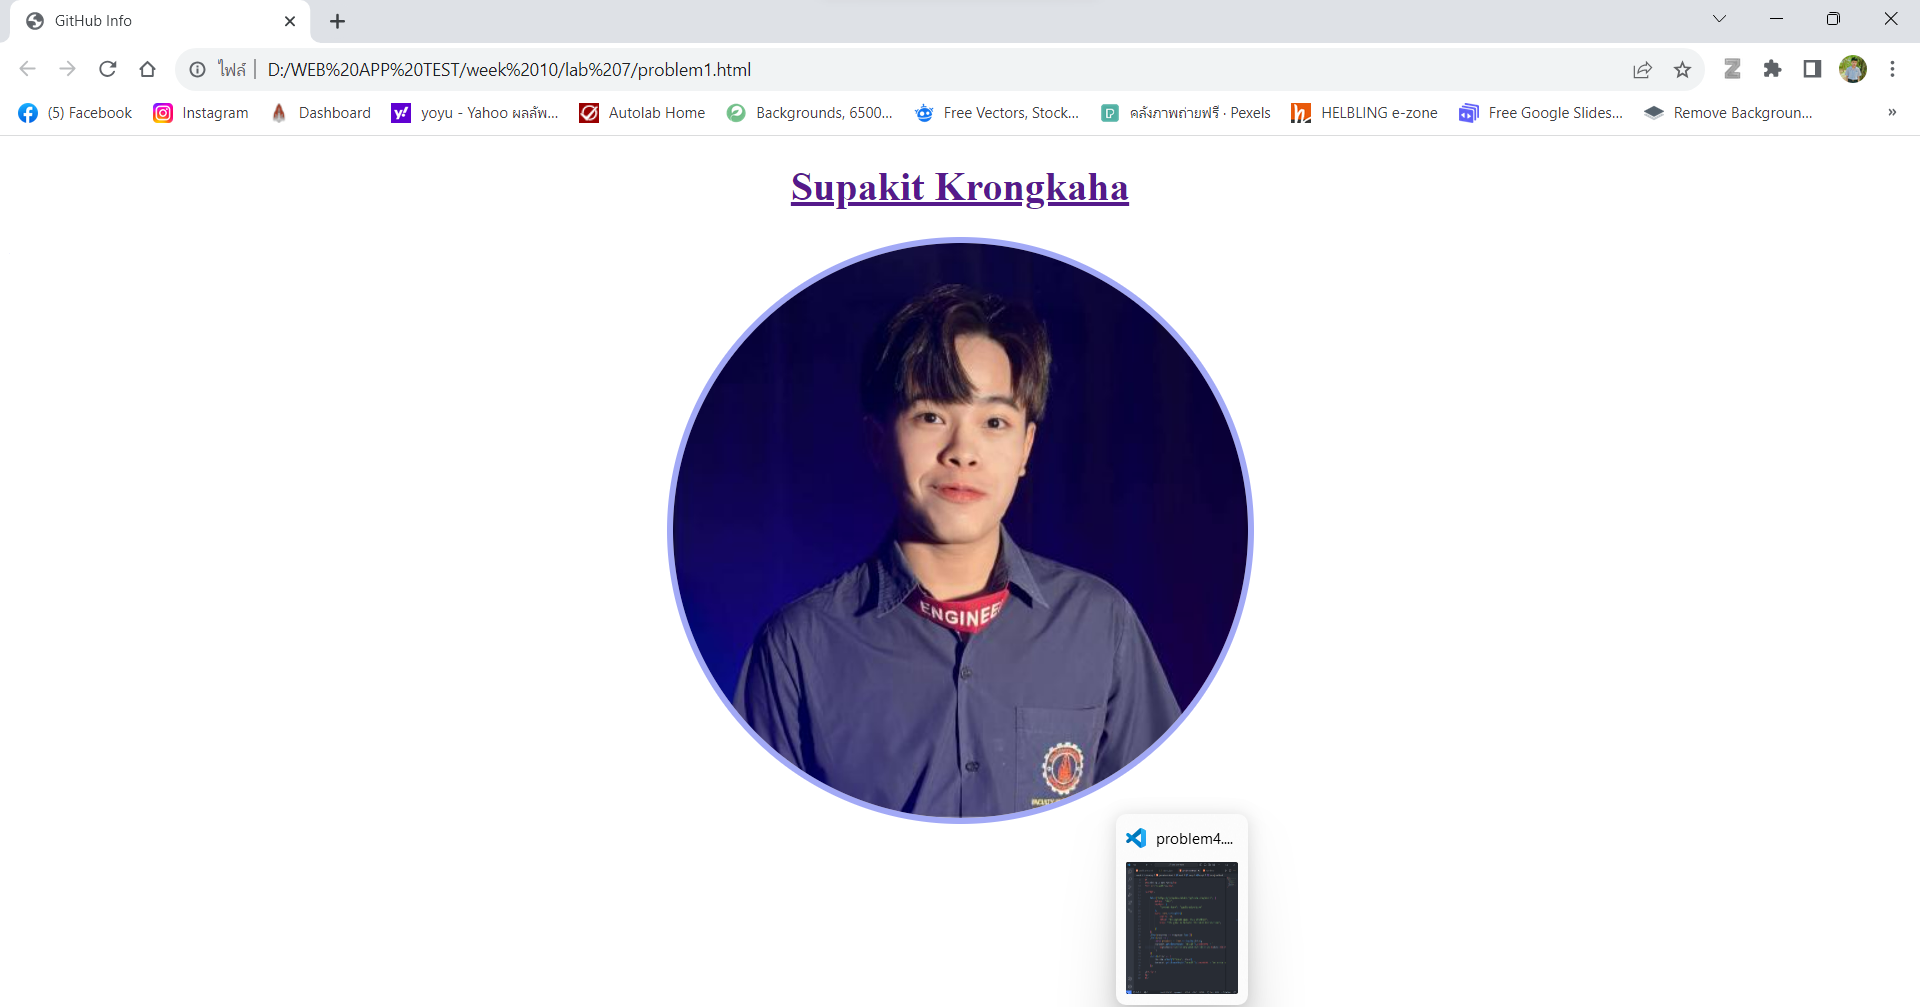 GitHub Info
ไฟล์ D:/WEB%20APP%20TEST/week%2010/lab%207/problem1.html
(5) Facebook Instagram Dashboard yoyu - Yahoo ผลลัพ... Autolab Home Backgrounds, 6500... Free Vectors, Stock... คลังภาพถ่ายฟรี · Pexels HELBLING e-zone Free Google Slides... Remove Backgroun... »
Supakit Krongkaha
ENGINEE
problem4....